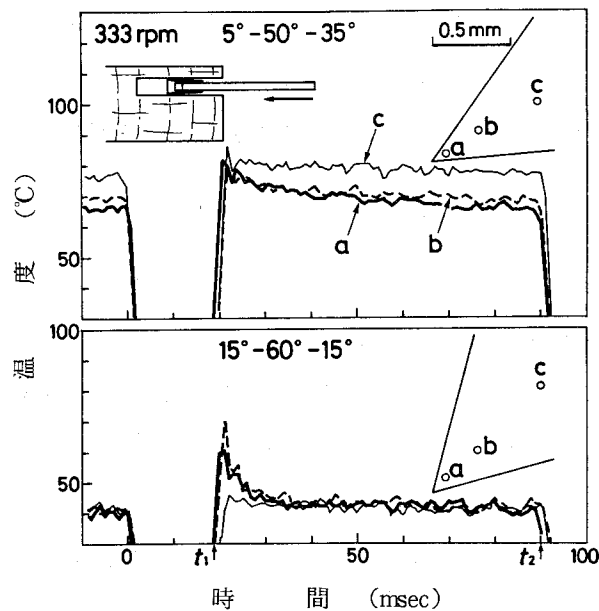 333 rpm 5°-50°-35°
0.5 mm
c
b
a
c
100
50
a b
度 (℃)
100
15°-60°-15°
c
b
a
50
温
0 t₁ 50 t₂ 100
時 間 (msec)